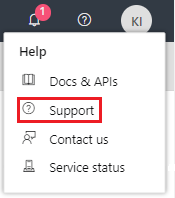 1
KI
Help
Docs & APIs
Support
Contact us
Service status